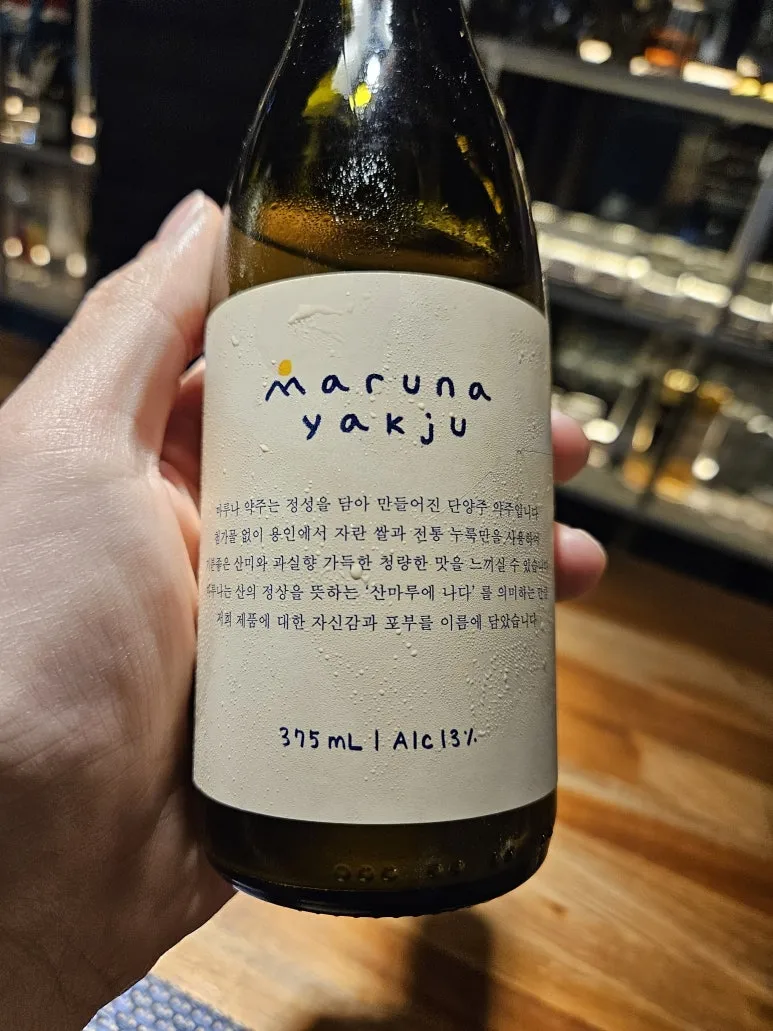 maruna
yakju
마루나 약주는 정성을 담아 만들어진 단양주 약주입니다
첨가물 없이 용인에서 자란 쌀과 전통 누룩만을 사용하여
기분좋은 산미와 과실향 가득한 청량한 맛을 느끼실 수 있습니다
마루나는 산의 정상을 뜻하는 ‘산마루에 나다’ 를 의미하는
저희 제품에 대한 자신감과 포부를 이름에 담았습니다
375 mL | Alc 13%